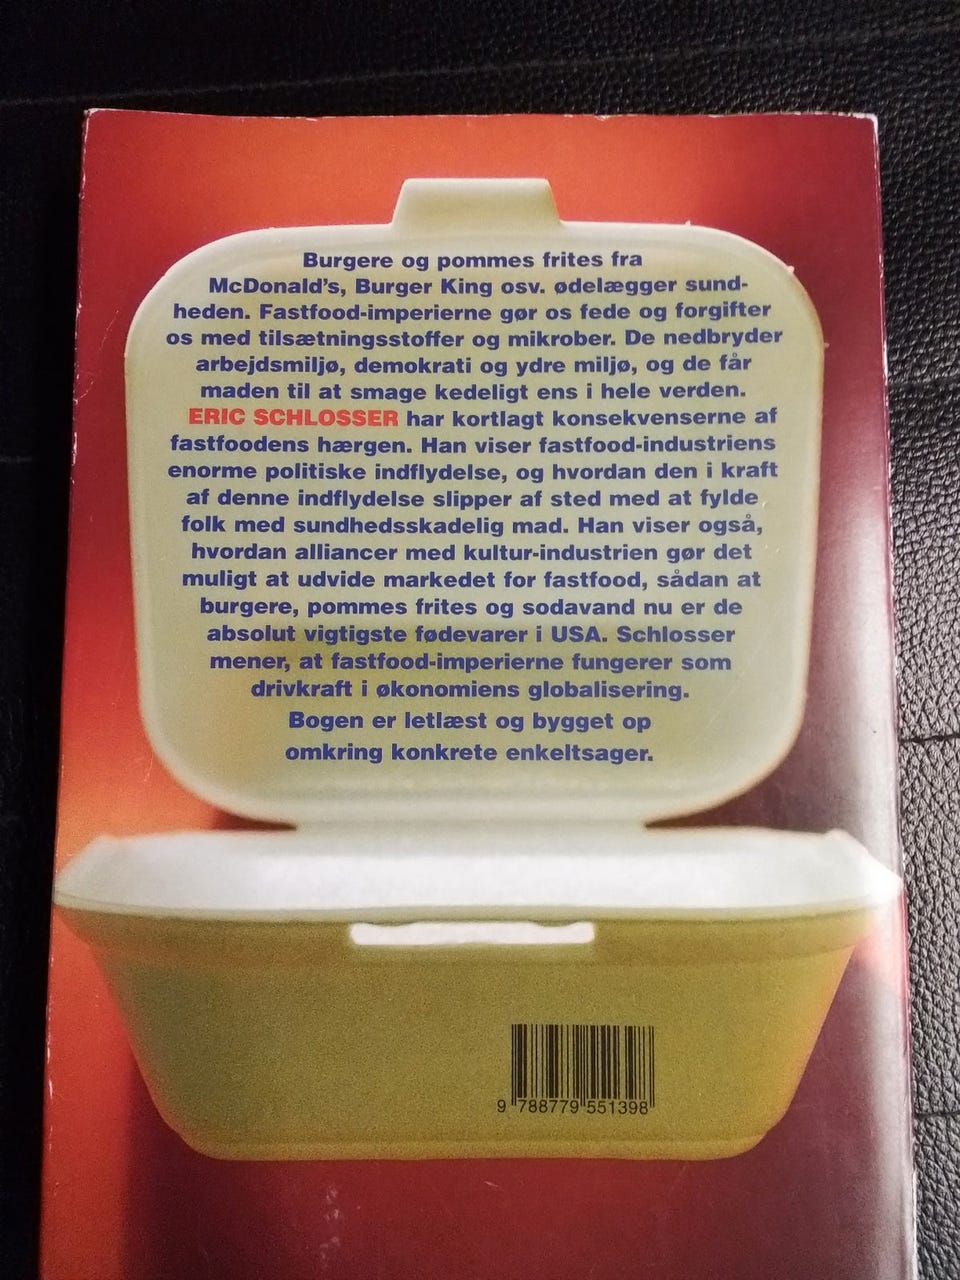 Burgere og pommes frites fra
McDonald's, Burger King osv. ødelægger sund-
heden. Fastfood-imperierne gør os fede og forgifter
os med tilsætningsstoffer og mikrober. De nedbryder
arbejdsmiljø, demokrati og ydre miljø, og de får
maden til at smage kedeligt ens i hele verden.
ERIC SCHLOSSER har kortlagt konsekvenserne af
fastfoodens hærgen. Han viser fastfood-industriens
enorme politiske indflydelse, og hvordan den i kraft
af denne indflydelse slipper af sted med at fylde
folk med sundhedsskadelig mad. Han viser også,
hvordan alliancer med kultur-industrien gør det
muligt at udvide markedet for fastfood, sådan at
burgere, pommes frites og sodavand nu er de
absolut vigtigste fødevarer i USA. Schlosser
mener, at fastfood-imperierne fungerer som
drivkraft i økonomiens globalisering.
Bogen er letlæst og bygget op
omkring konkrete enkeltsager.
9 788779 551398